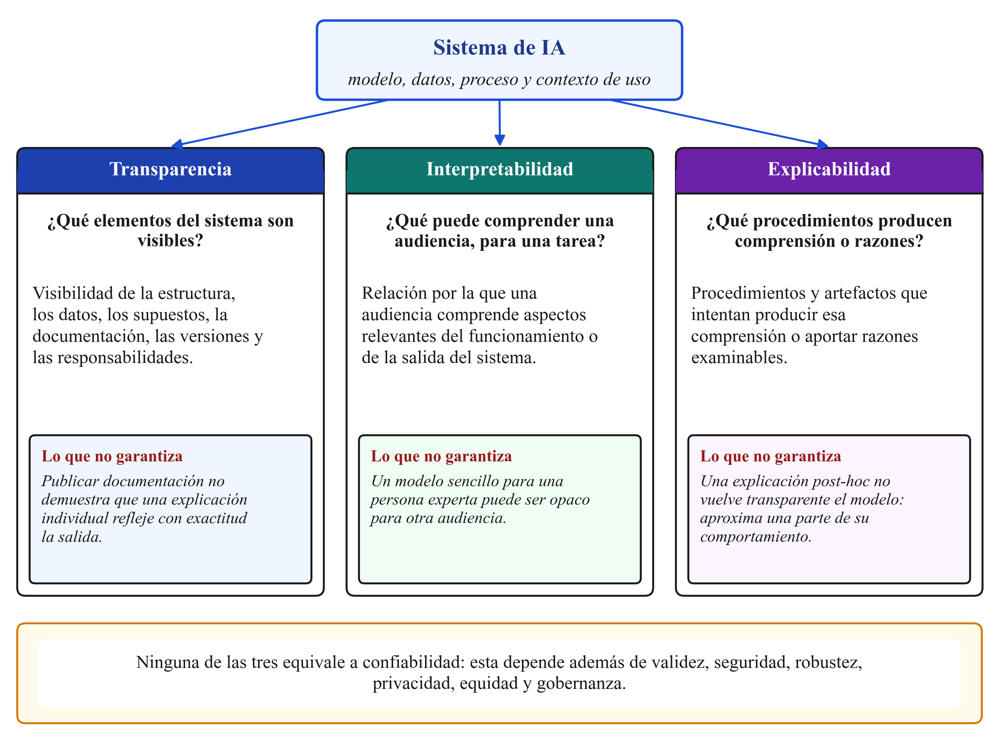 Sistema de IA
modelo, datos, proceso y contexto de uso
Transparencia
¿Qué elementos del sistema son
visibles?
Visibilidad de la estructura,
los datos, los supuestos, la
documentación, las versiones y
las responsabilidades.
Lo que no garantiza
Publicar documentación no
demuestra que una explicación
individual refleje con exactitud
la salida.
Interpretabilidad
¿Qué puede comprender una
audiencia, para una tarea?
Relación por la que una
audiencia comprende aspectos
relevantes del funcionamiento o
de la salida del sistema.
Lo que no garantiza
Un modelo sencillo para una
persona experta puede ser opaco
para otra audiencia.
Explicabilidad
¿Qué procedimientos producen
comprensión o razones?
Procedimientos y artefactos que
intentan producir esa
comprensión o aportar razones
examinables.
Lo que no garantiza
Una explicación post-hoc no
vuelve transparente el modelo:
aproxima una parte de su
comportamiento.
Ninguna de las tres equivale a confiabilidad: esta depende además de validez, seguridad, robustez,
privacidad, equidad y gobernanza.